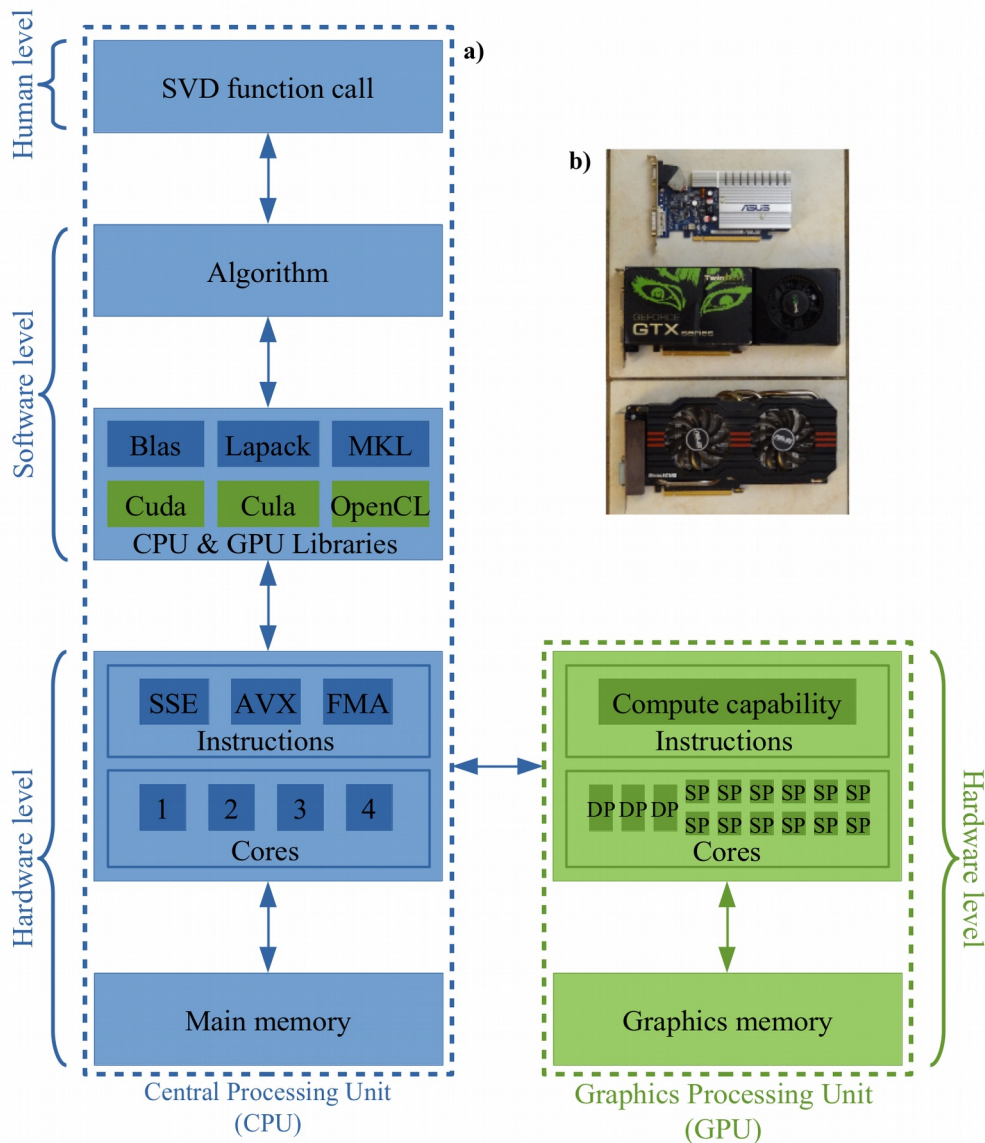 a)
Human level
SVD function call
b)
ASUS
Software level
Algorithm
GEFORCE
GTX series
Blas Lapack MKL
Cuda Cula OpenCL
CPU & GPU Libraries
Hardware level
SSE AVX FMA
Instructions
1 2 3 4
Cores
Main memory
Central Processing Unit
(CPU)
Compute capability
Instructions
DP DP DP SP SP SP SP SP SP
SP SP SP SP SP SP
Cores
Graphics memory
Hardware level
Graphics Processing Unit
(GPU)